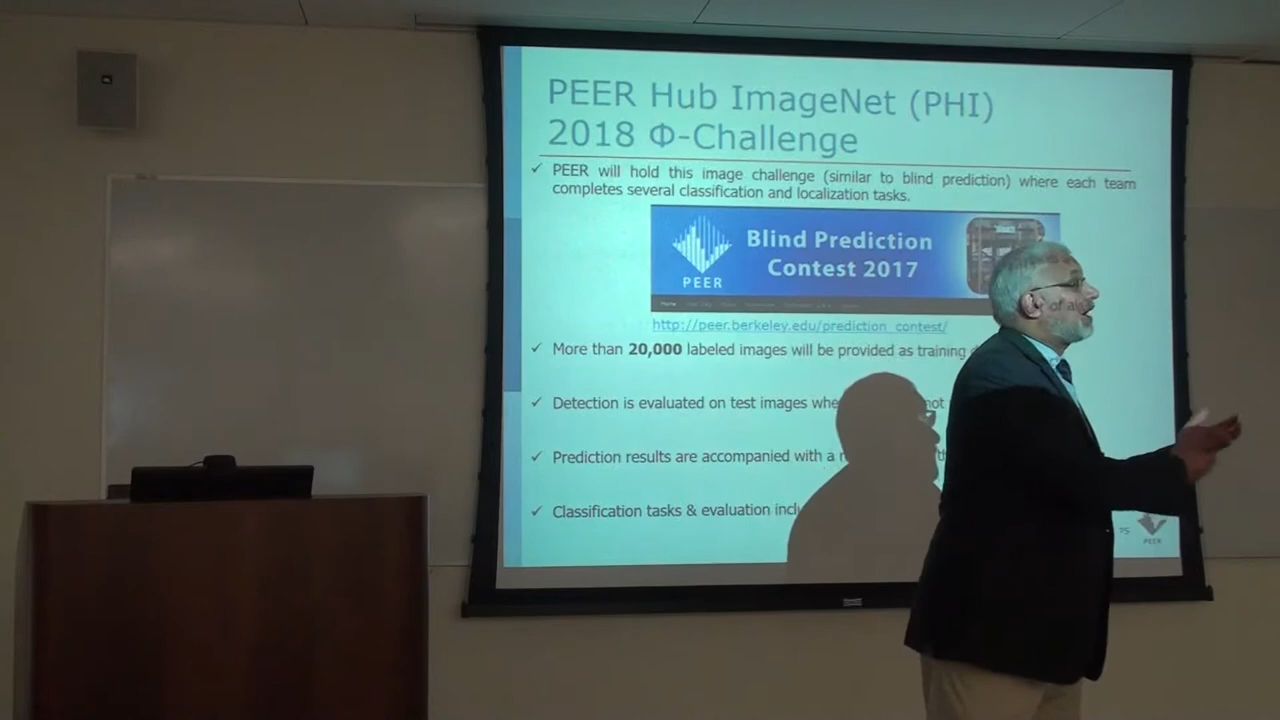 PEER Hub ImageNet (PHI)
2018 Φ-Challenge
✓ PEER will hold this image challenge (similar to blind prediction) where each team
completes several classification and localization tasks.
Blind Prediction
Contest 2017
PEER
http://peer.berkeley.edu/prediction_contest/
✓ More than 20,000 labeled images will be provided as training
✓ Detection is evaluated on test images not
✓ Prediction results are accompanied with a
✓ Classification tasks & evaluation
75
PEER